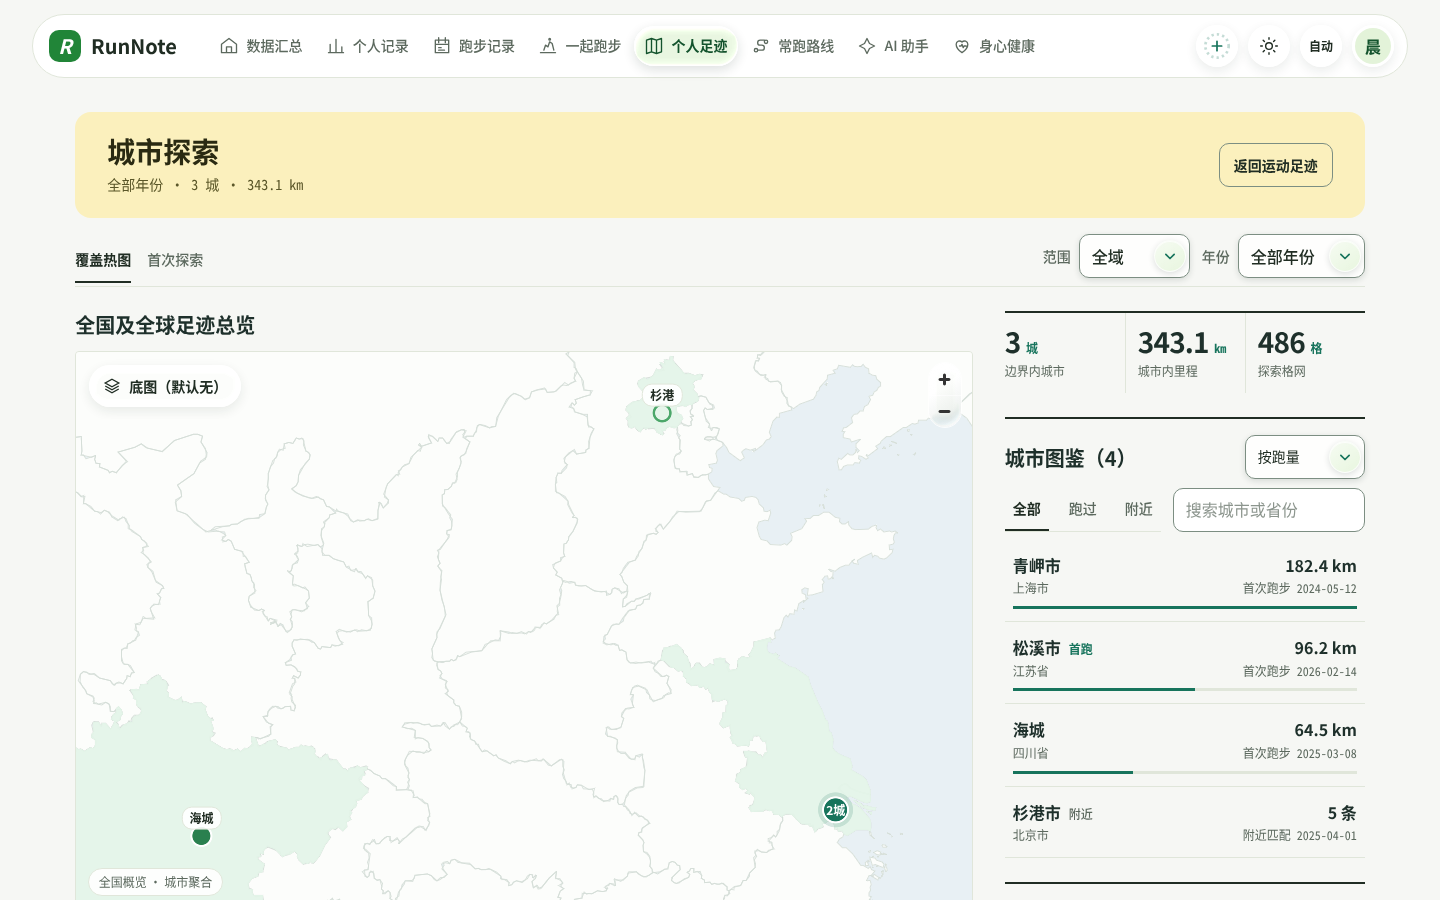 R RunNote 数据汇总 个人记录 跑步记录 一起跑步 个人足迹 常跑路线 AI 助手 身心健康 自动 晨
城市探索
全部年份 · 3 城 · 343.1 km
返回运动足迹
覆盖热图 首次探索
范围 全域 年份 全部年份
全国及全球足迹总览
底图（默认无）
杉港
海城
2城
全国概览 · 城市聚合
3 城
边界内城市
343.1 km
城市内里程
486 格
探索格网
城市图鉴（4）
按跑量
全部 跑过 附近 搜索城市或省份
青岬市 182.4 km
上海市 首次跑步 2024-05-12
松溪市 首跑 96.2 km
江苏省 首次跑步 2026-02-14
海城 64.5 km
四川省 首次跑步 2025-03-08
杉港市 附近 5 条
北京市 附近匹配 2025-04-01